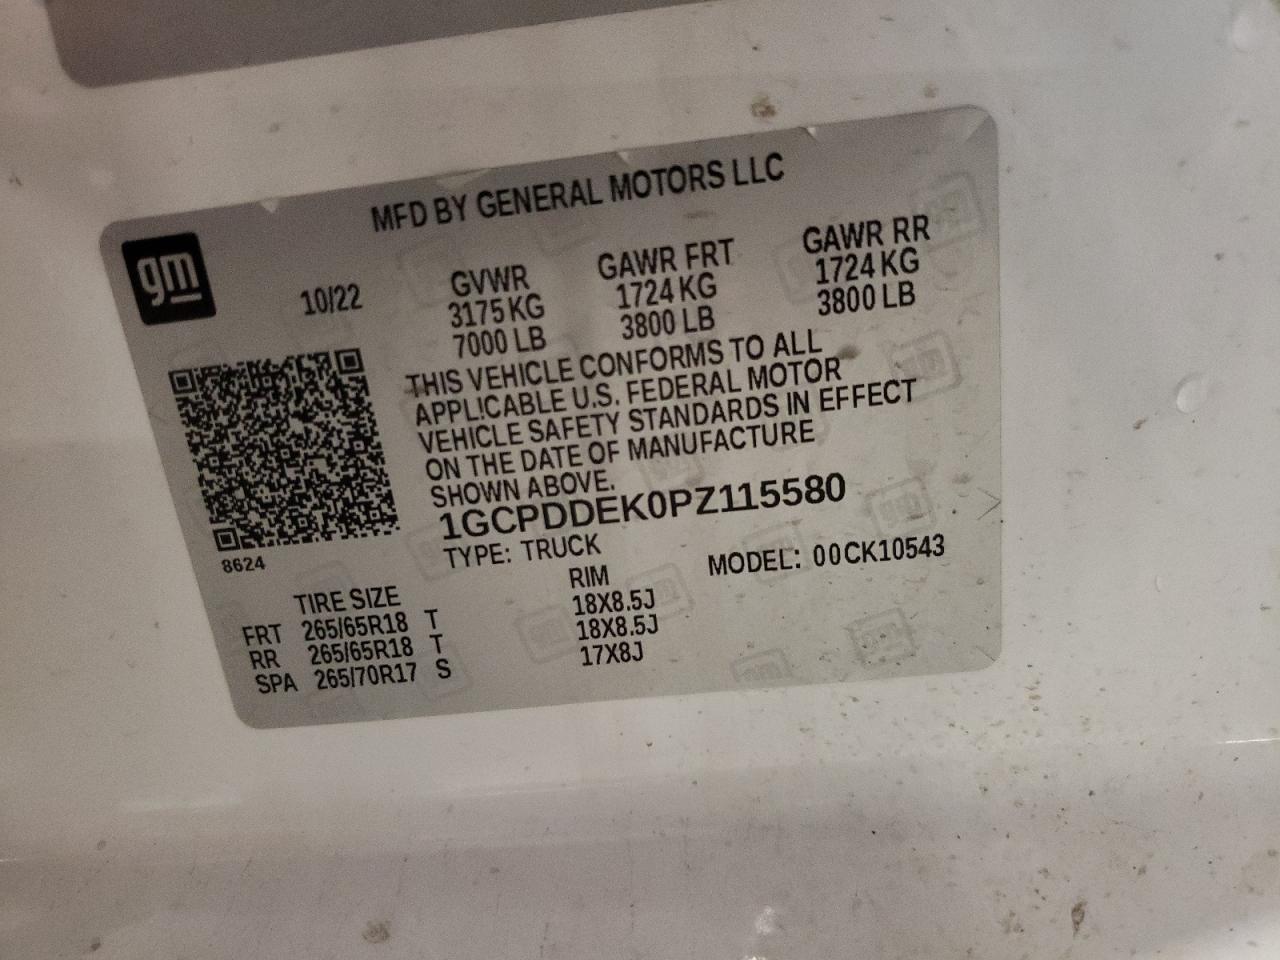 MFD BY GENERAL MOTORS LLC
gm
10/22
GVWR GAWR FRT GAWR RR
3175 KG 1724 KG 1724 KG
7000 LB 3800 LB 3800 LB
THIS VEHICLE CONFORMS TO ALL
APPLICABLE U.S. FEDERAL MOTOR
VEHICLE SAFETY STANDARDS IN EFFECT
ON THE DATE OF MANUFACTURE
SHOWN ABOVE.
1GCPDDEK0PZ115580
8624
TYPE: TRUCK MODEL: 00CK10543
TIRE SIZE RIM
FRT 265/65R18 T 18X8.5J
RR 265/65R18 T 18X8.5J
SPA 265/70R17 S 17X8J